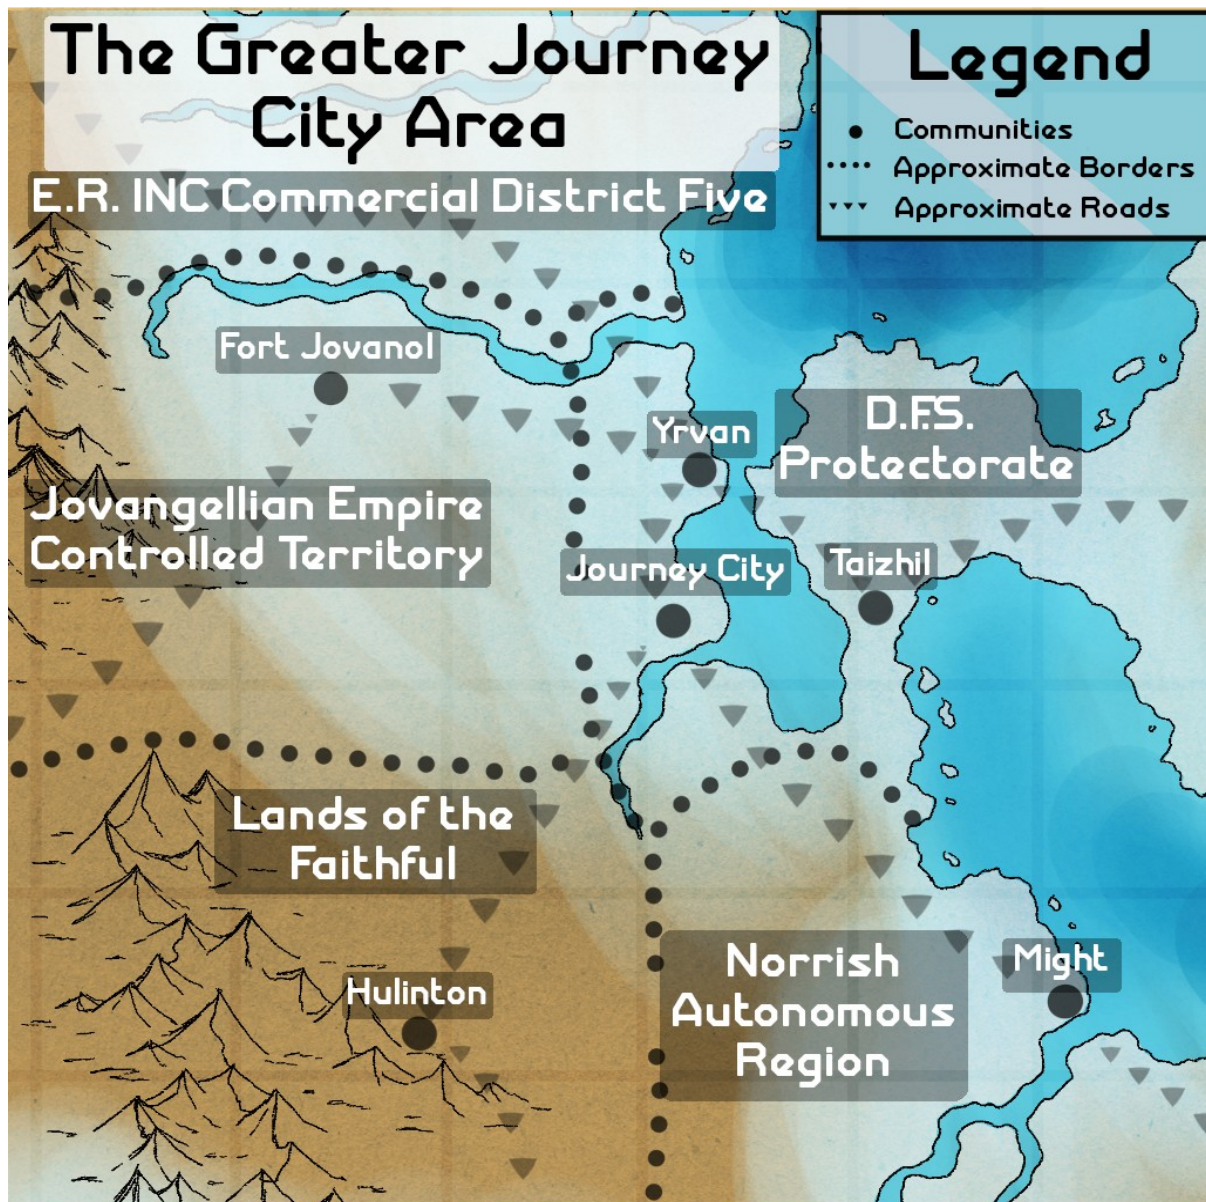 The Greater Journey
City Area
Legend
Communities
Approximate Borders
Approximate Roads
E.R. INC Commercial District Five
Fort Jovanol
Yrvan
D.F.S.
Protectorate
Jovangellian Empire
Controlled Territory
Journey City
Taizhil
Lands of the
Faithful
Norrish
Autonomous
Region
Might
Hulinton